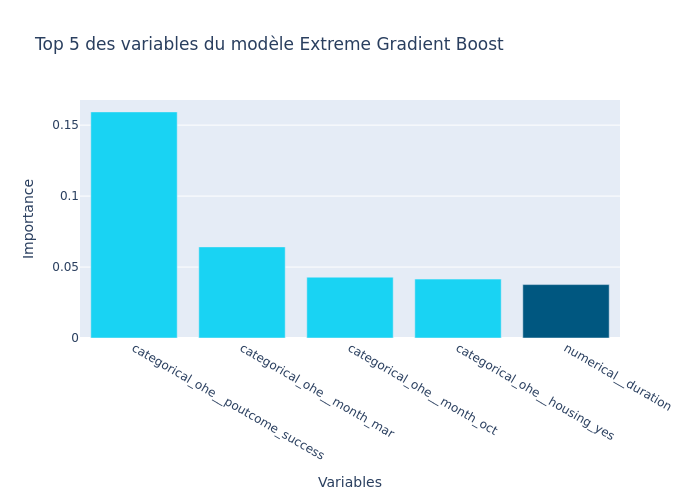 Top 5 des variables du modèle Extreme Gradient Boost
Importance
0.15
0.1
0.05
0
categorical_ohe__poutcome_success
categorical_ohe__month_mar
categorical_ohe__month_oct
categorical_ohe__housing_yes
numerical__duration
Variables